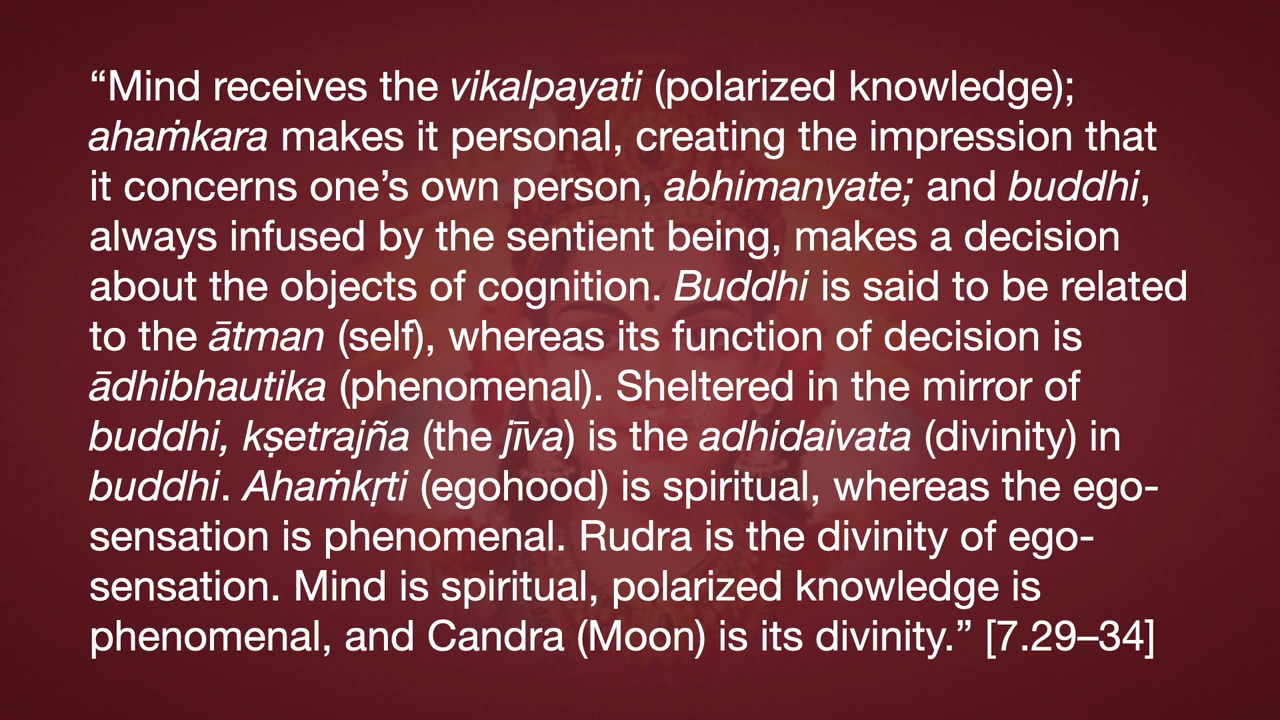 “Mind receives the vikalpayati (polarized knowledge);
ahaṁkara makes it personal, creating the impression that
it concerns one’s own person, abhimanyate; and buddhi,
always infused by the sentient being, makes a decision
about the objects of cognition. Buddhi is said to be related
to the ātman (self), whereas its function of decision is
ādhibhautika (phenomenal). Sheltered in the mirror of
buddhi, kṣetrajña (the jīva) is the adhidaivata (divinity) in
buddhi. Ahaṁkṛti (egohood) is spiritual, whereas the ego-
sensation is phenomenal. Rudra is the divinity of ego-
sensation. Mind is spiritual, polarized knowledge is
phenomenal, and Candra (Moon) is its divinity.” [7.29–34]